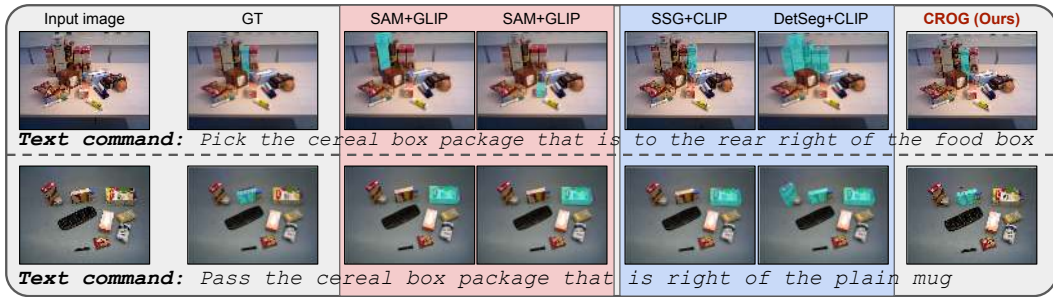 Input image GT SAM+GLIP SAM+GLIP SSG+CLIP DetSeg+CLIP CROG (Ours)
Text command: Pick the cereal box package that is to the rear right of the food box
Text command: Pass the cereal box package that is right of the plain mug